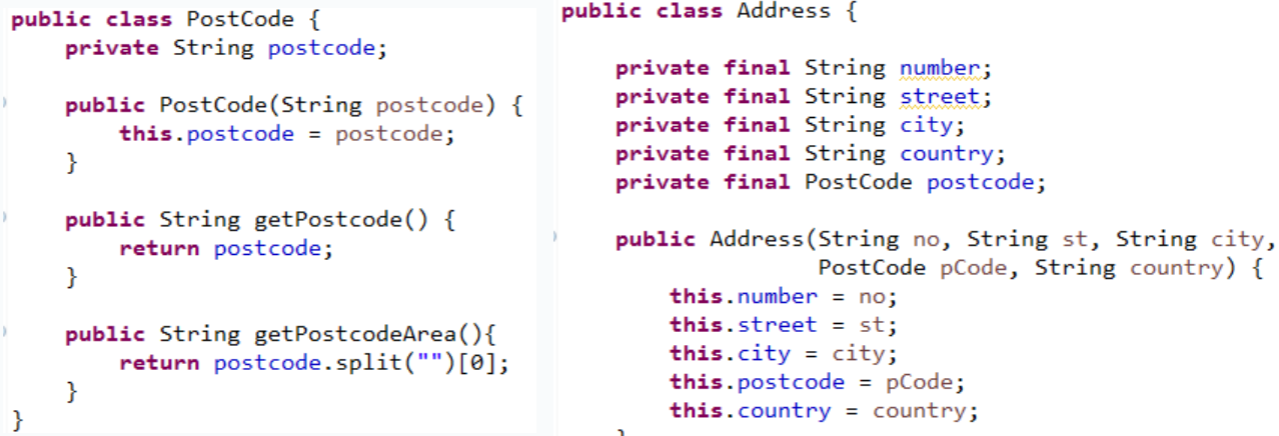 public class PostCode {
private String postcode;
public PostCode(String postcode) {
this.postcode = postcode;
}
public String getPostcode() {
return postcode;
}
public String getPostcodeArea(){
return postcode.split("")[0];
}
}
public class Address {
private final String number;
private final String street;
private final String city;
private final String country;
private final PostCode postcode;
public Address(String no, String st, String city,
PostCode pCode, String country) {
this.number = no;
this.street = st;
this.city = city;
this.postcode = pCode;
this.country = country;